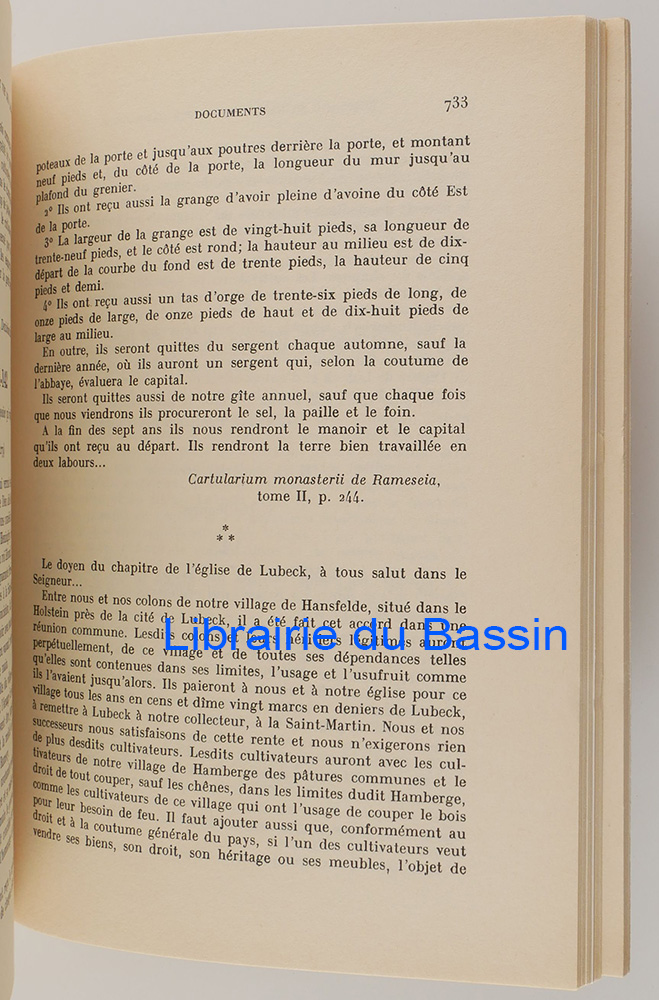 DOCUMENTS 733
poteaux de la porte et jusqu'aux poutres derrière la porte, et montant
neuf pieds et, du côté de la porte, la longueur du mur jusqu'au
plafond du grenier.
2° Ils ont reçu aussi la grange d'avoir pleine d'avoine du côté Est
de la porte.
3° La largeur de la grange est de vingt-huit pieds, sa longueur de
trente-neuf pieds, et le côté est rond; la hauteur au milieu est de dix-
départ de la courbe du fond est de trente pieds, la hauteur de cinq
pieds et demi.
4° Ils ont reçu aussi un tas d'orge de trente-six pieds de long, de
onze pieds de large, de onze pieds de haut et de dix-huit pieds de
large au milieu.
En outre, ils seront quittes du sergent chaque automne, sauf la
dernière année, où ils auront un sergent qui, selon la coutume de
l'abbaye, évaluera le capital.
Ils seront quittes aussi de notre gîte annuel, sauf que chaque fois
que nous viendrons ils procureront le sel, la paille et le foin.
A la fin des sept ans ils nous rendront le manoir et le capital
qu'ils ont reçu au départ. Ils rendront la terre bien travaillée en
deux labours...
Cartularium monasterii de Rameseia,
tome II, p. 244.
*
* *
Le doyen du chapitre de l'église de Lubeck, à tous salut dans le
Seigneur...
Entre nous et nos colons de notre village de Hansfelde, situé dans le
Holstein près de la cité de Lubeck, il a été fait cet accord dans une
réunion commune. Lesdits colons et leurs héritiers légitimes auront
perpétuellement, de ce village et de toutes ses dépendances telles
qu'elles sont contenues dans ses limites, l'usage et l'usufruit comme
ils l'avaient jusqu'alors. Ils paieront à nous et à notre église pour ce
village tous les ans en cens et dîme vingt marcs en deniers de Lubeck,
à remettre à Lubeck à notre collecteur, à la Saint-Martin. Nous et nos
successeurs nous satisfaisons de cette rente et nous n'exigerons rien
de plus desdits cultivateurs. Lesdits cultivateurs auront avec les cul-
tivateurs de notre village de Hamberge des pâtures communes et le
droit de tout couper, sauf les chênes, dans les limites dudit Hamberge,
comme les cultivateurs de ce village qui ont l'usage de couper le bois
pour leur besoin de feu. Il faut ajouter aussi que, conformément au
droit et à la coutume générale du pays, si l'un des cultivateurs veut
vendre ses biens, son droit, son héritage ou ses meubles, l'objet de
Librairie du Bassin